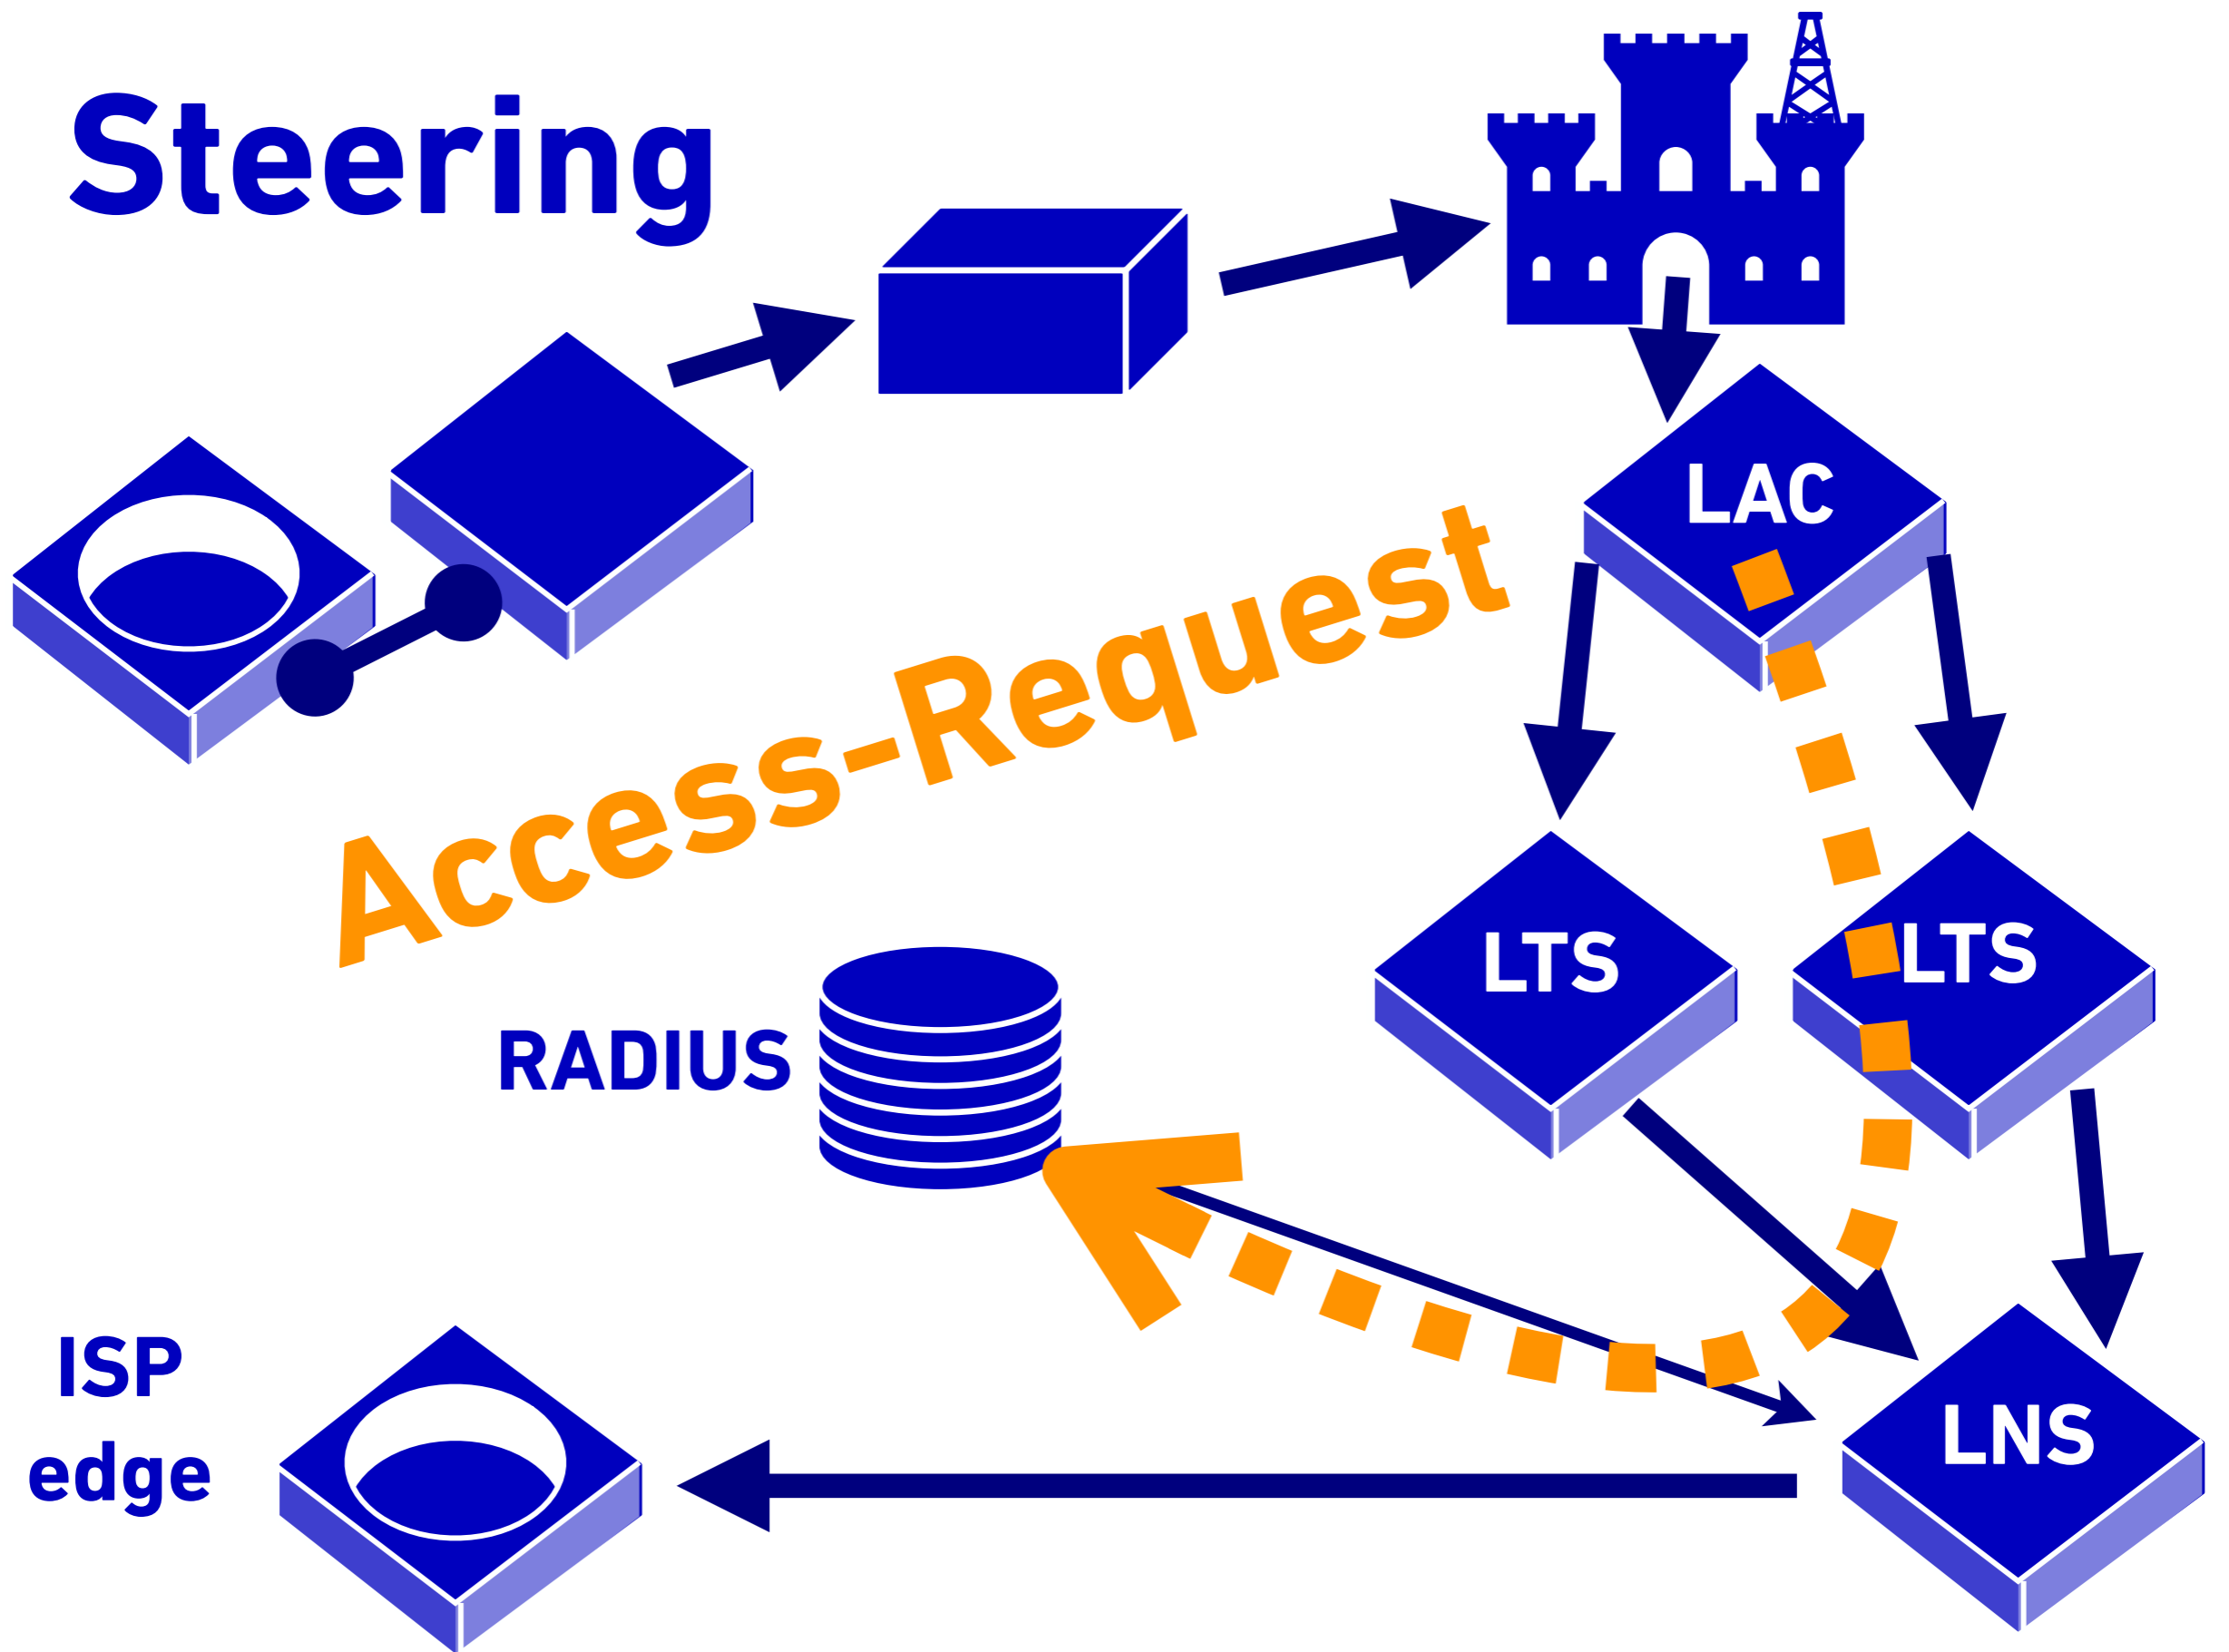 Steering
LAC
Access-Request
LTS
LTS
RADIUS
ISP
edge
LNS